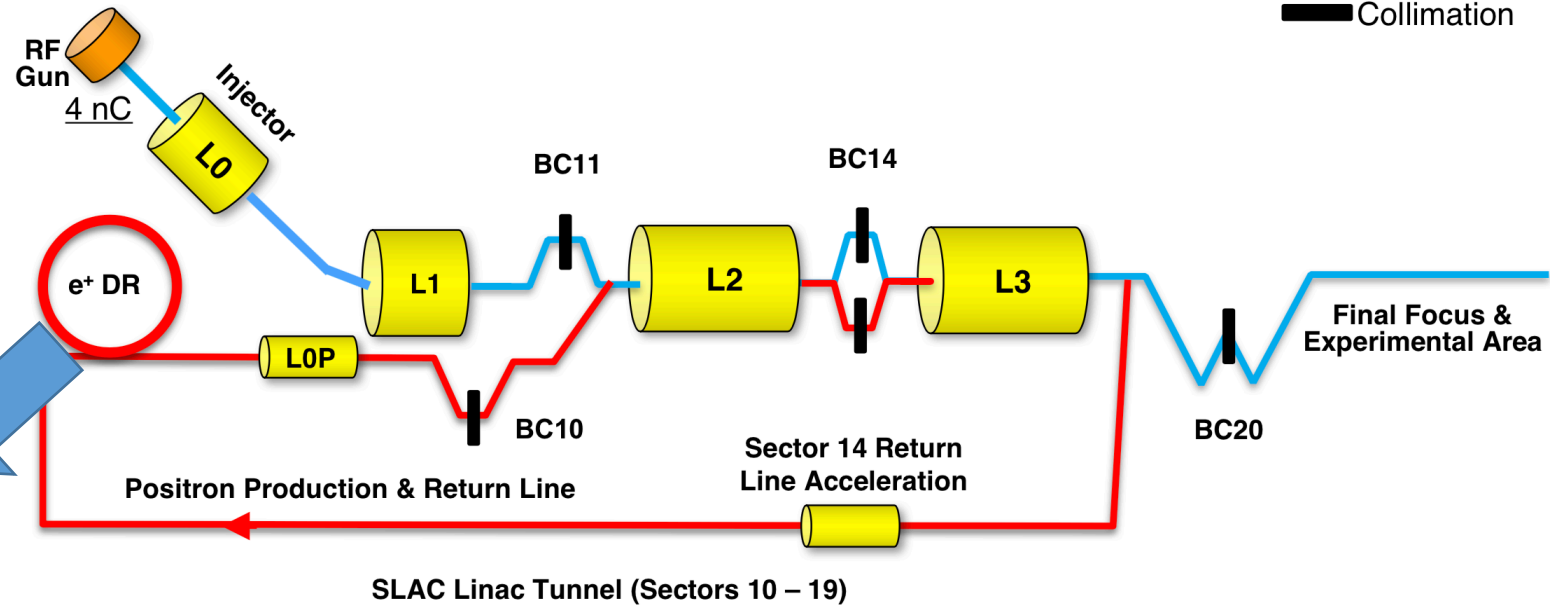 Collimation
RF
Gun
4 nC
Injector
L0
BC11
BC14
e⁺ DR
L1
L2
L3
L0P
BC10
BC20
Final Focus &
Experimental Area
Sector 14 Return
Line Acceleration
Positron Production & Return Line
SLAC Linac Tunnel (Sectors 10 – 19)